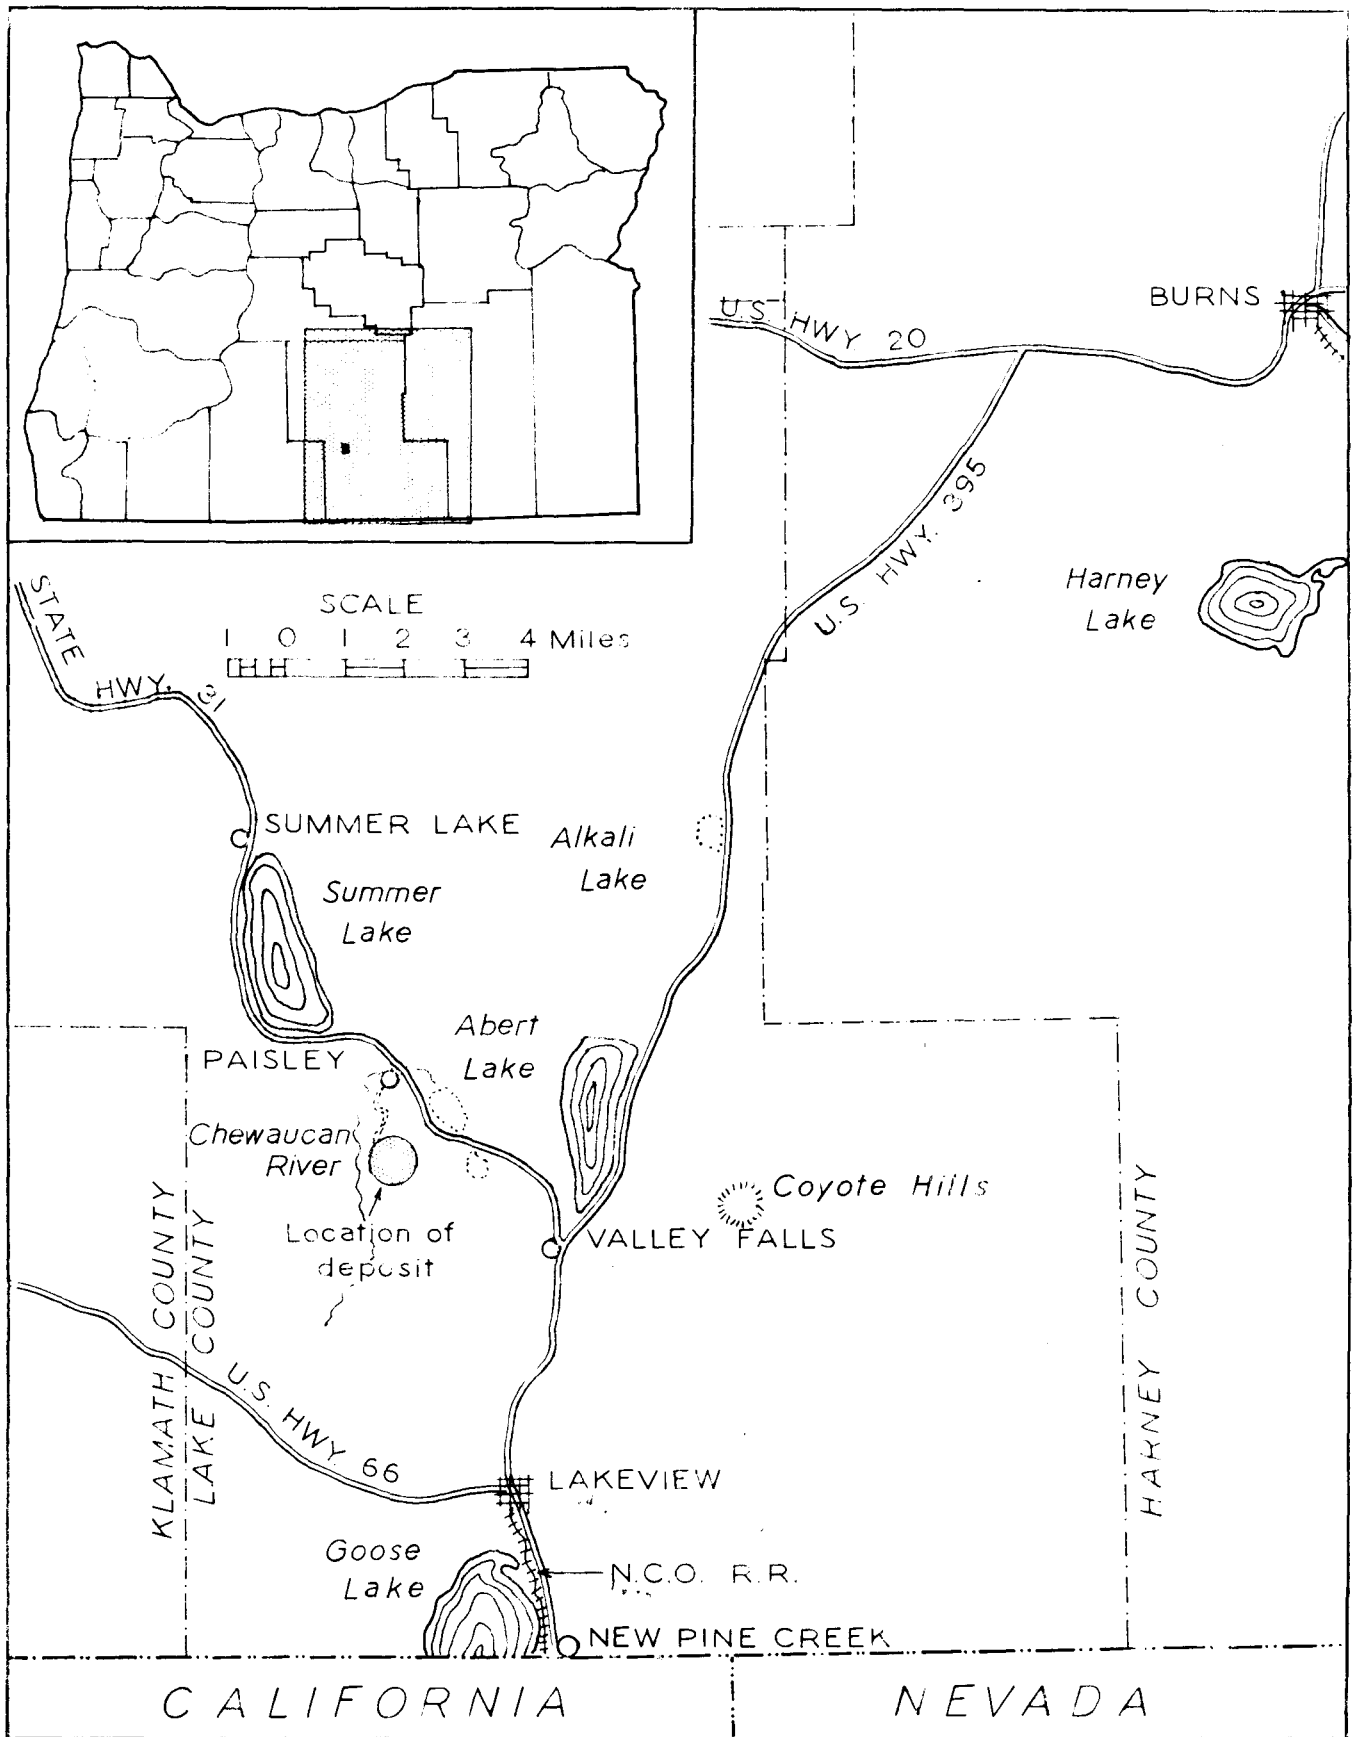 BURNS
U.S. HWY 20
U.S. HWY. 395
Harney
Lake
STATE HWY. 31
SCALE
1 0 1 2 3 4 Miles
SUMMER LAKE
Alkali
Lake
Summer
Lake
Abert
Lake
PAISLEY
Chewaucan
River
Location of
deposit
Coyote Hills
VALLEY FALLS
KLAMATH COUNTY
LAKE COUNTY
HARNEY COUNTY
U.S. HWY. 66
LAKEVIEW
Goose
Lake
N.C.O. R.R.
NEW PINE CREEK
CALIFORNIA
NEVADA